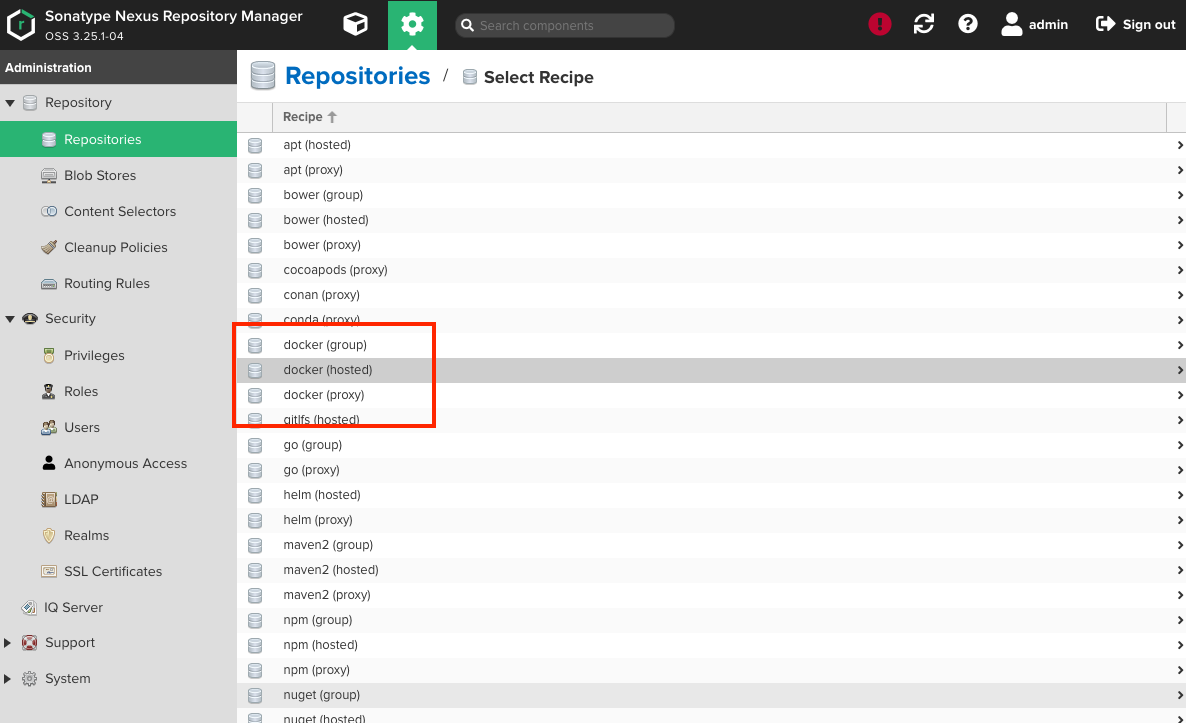 Sonatype Nexus Repository Manager
OSS 3.25.1-04
Search components
admin
Sign out
Administration
Repository
Repositories
Blob Stores
Content Selectors
Cleanup Policies
Routing Rules
Security
Privileges
Roles
Users
Anonymous Access
LDAP
Realms
SSL Certificates
IQ Server
Support
System
Repositories / Select Recipe
Recipe
apt (hosted)
apt (proxy)
bower (group)
bower (hosted)
bower (proxy)
cocoapods (proxy)
conan (proxy)
conda (proxy)
docker (group)
docker (hosted)
docker (proxy)
gitlfs (hosted)
go (group)
go (proxy)
helm (hosted)
helm (proxy)
maven2 (group)
maven2 (hosted)
maven2 (proxy)
npm (group)
npm (hosted)
npm (proxy)
nuget (group)
nuget (hosted)